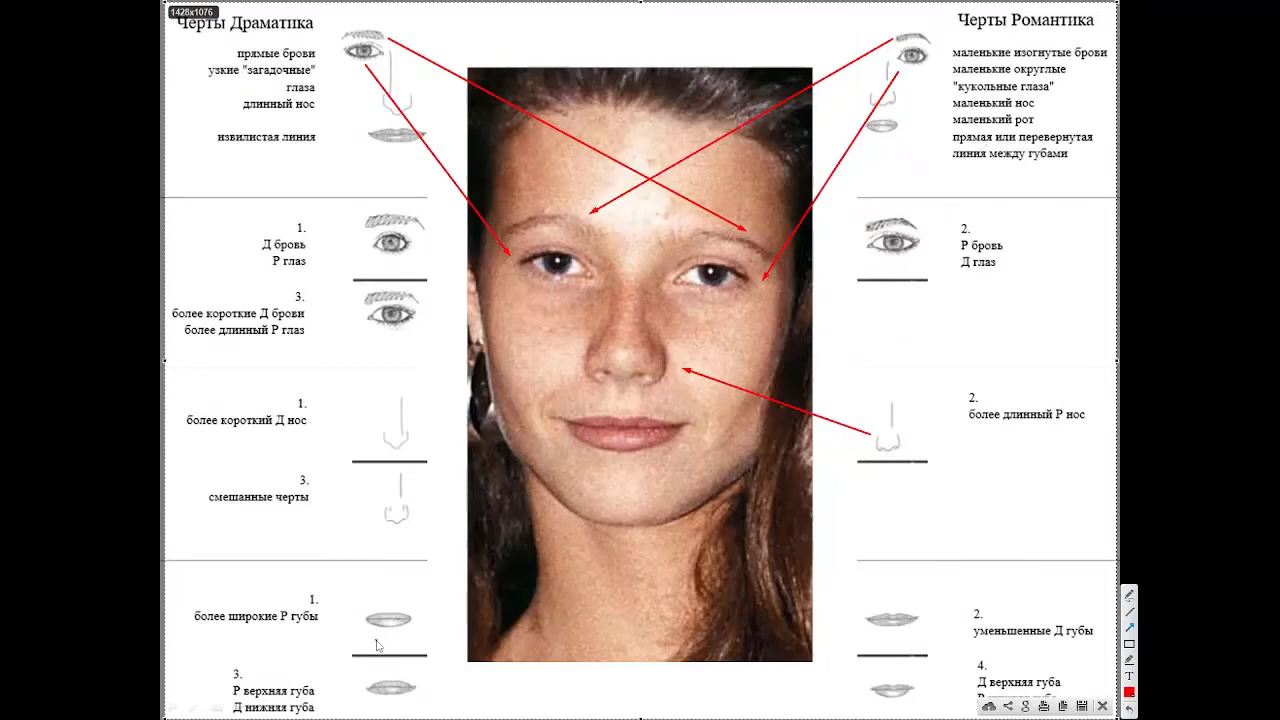 1428x1076
Черты Драматика
прямые брови
узкие "загадочные"
глаза
длинный нос
извилистая линия
Черты Романтика
маленькие изогнутые брови
маленькие округлые
"кукольные глаза"
маленький нос
маленький рот
прямая или перевернутая
линия между губами
1.
Д бровь
Р глаз
2.
Р бровь
Д глаз
3.
более короткие Д брови
более длинный Р глаз
1.
более короткий Д нос
2.
более длинный Р нос
3.
смешанные черты
1.
более широкие Р губы
2.
уменьшенные Д губы
3.
Р верхняя губа
Д нижняя губа
4.
Д верхняя губа
T